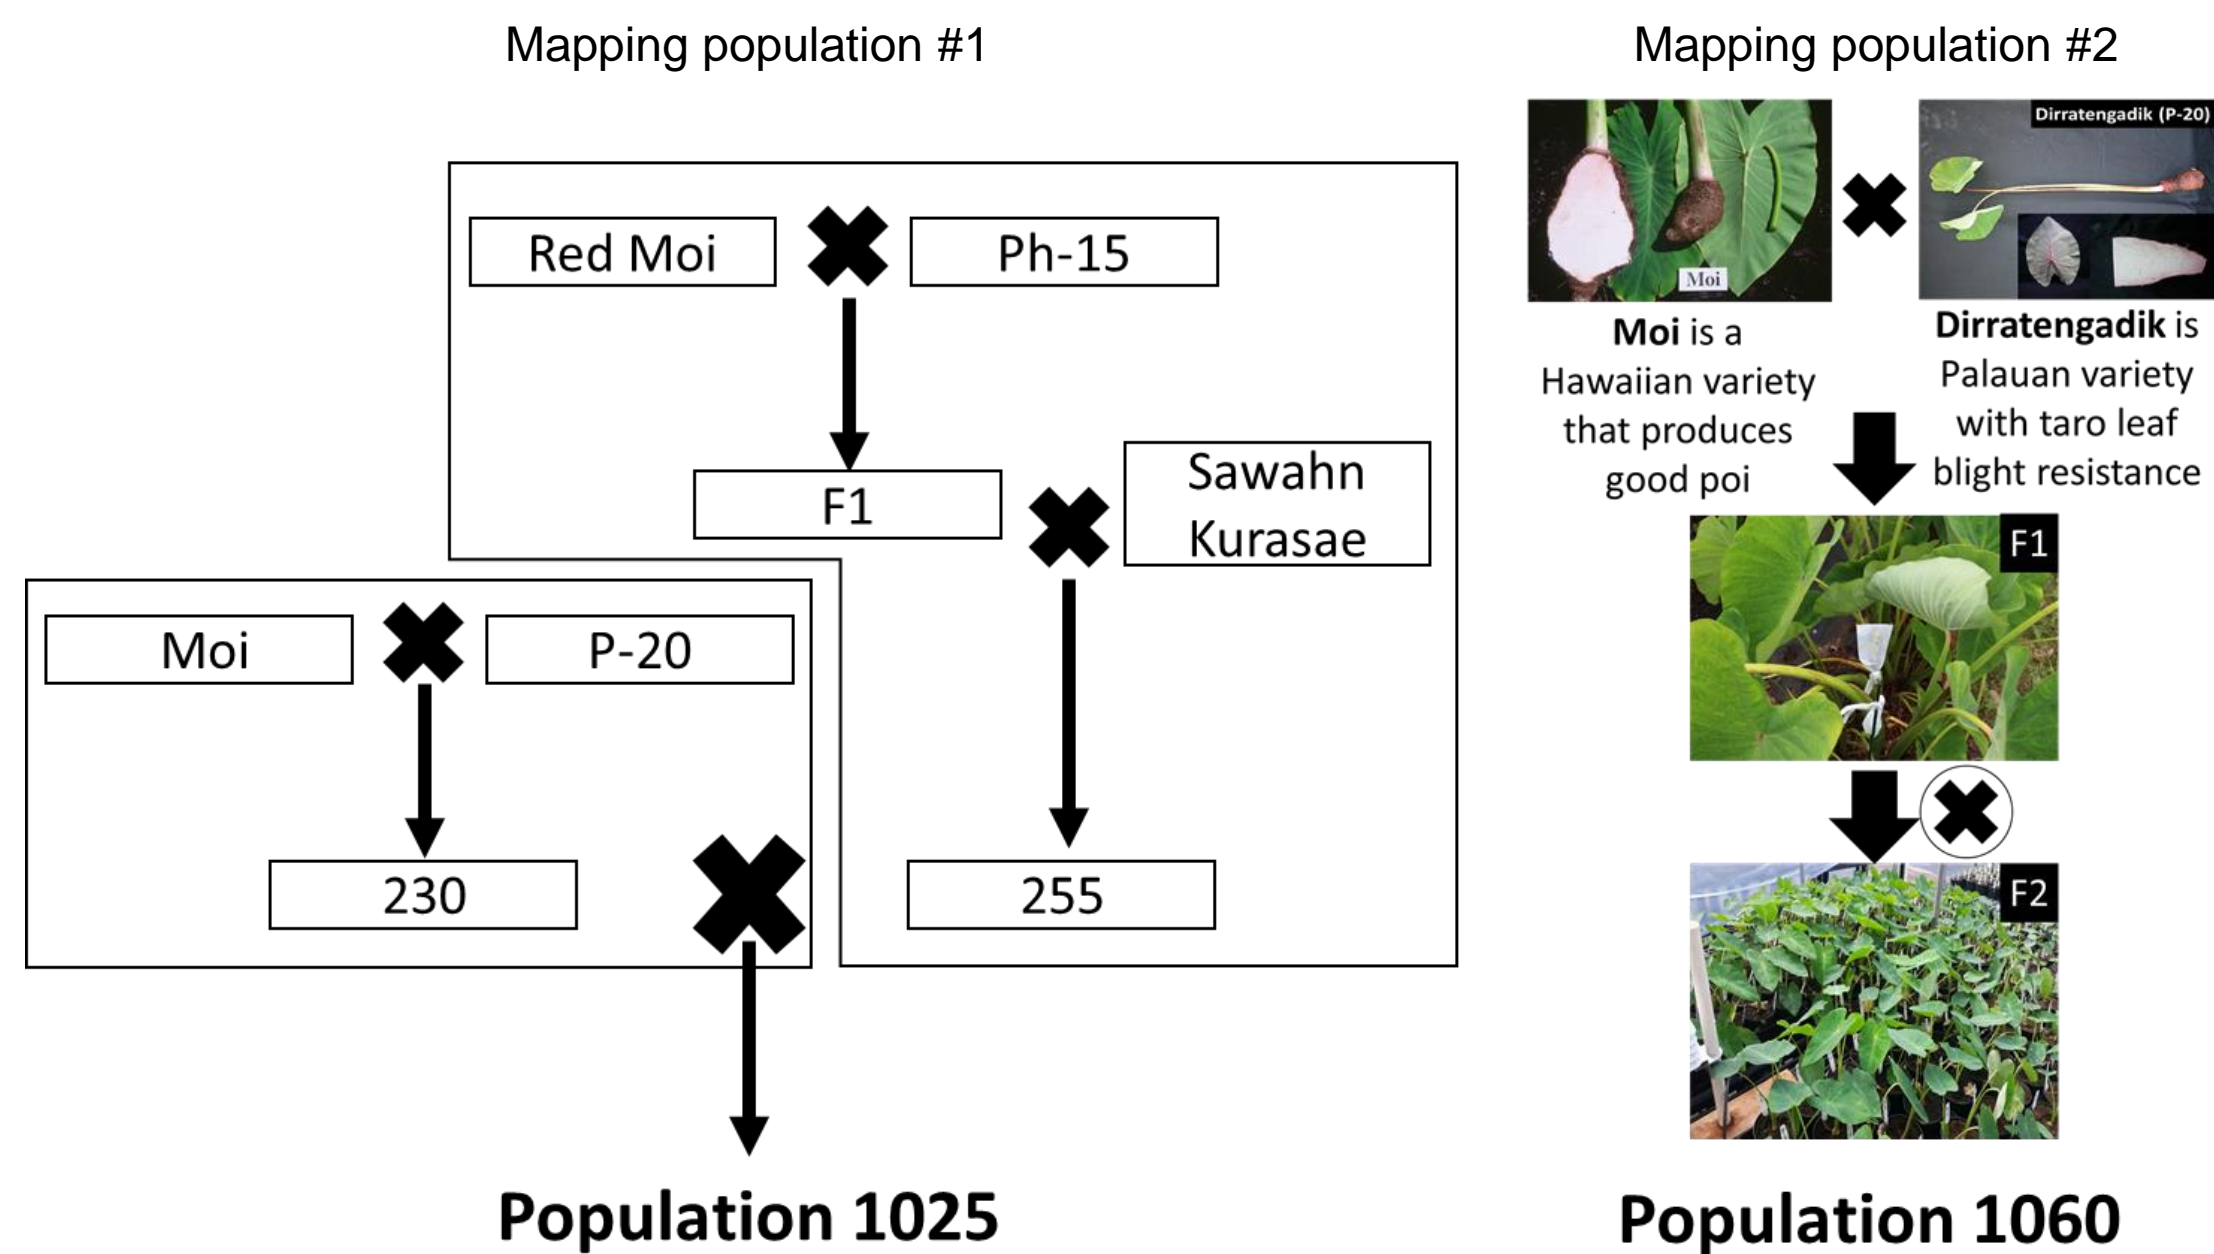 Mapping population #1
Red Moi
Ph-15
F1
Sawahn
Kurasae
Moi
P-20
230
255
Population 1025
Mapping population #2
Dirratengadik (P-20)
Moi
Moi is a
Hawaiian variety
that produces
good poi
Dirratengadik is
Palauan variety
with taro leaf
blight resistance
F1
F2
Population 1060